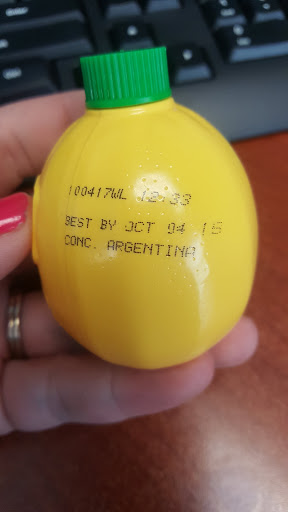 100417WL 12:33
BEST BY OCT 04 15
CONC. ARGENTINA